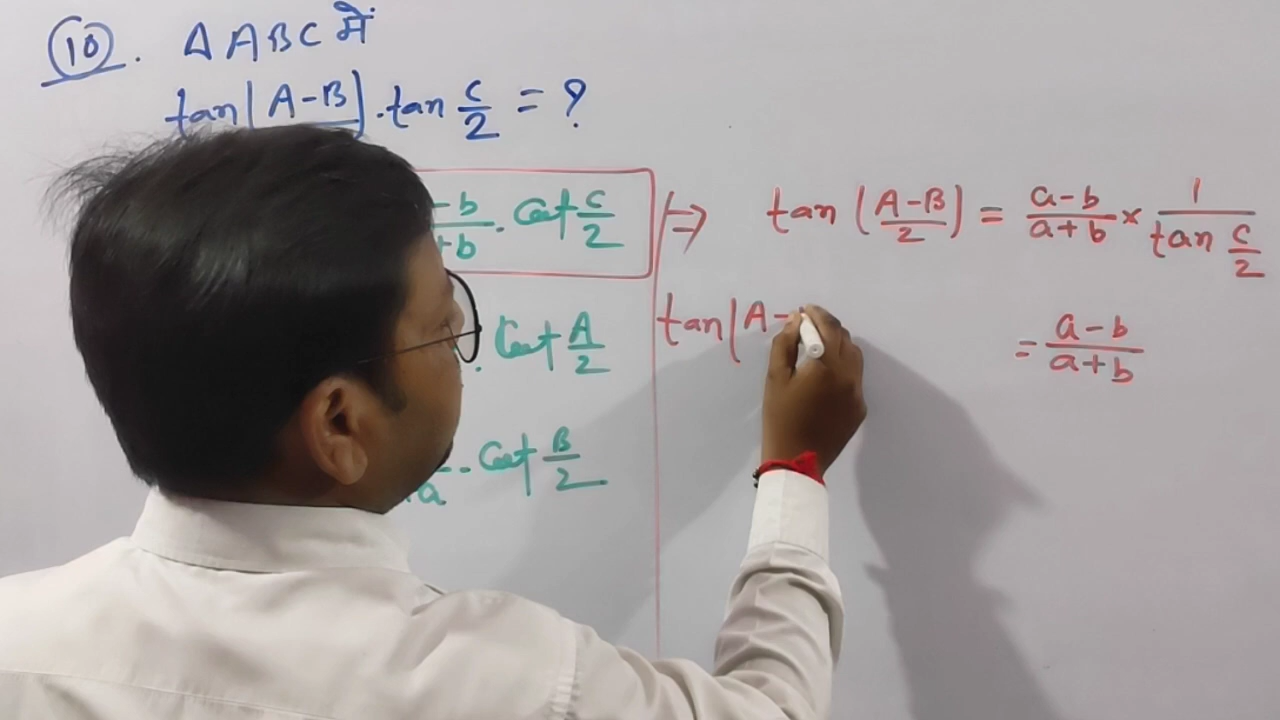 10. Δ ABC में
tan(A-B).tan C/2 = ?
-b/+b . Cot C/2
. Cot A/2
a - Cot B/2
⇒ tan (A-B/2) = a-b/a+b × 1/tan C/2
tan(A- = a-b/a+b